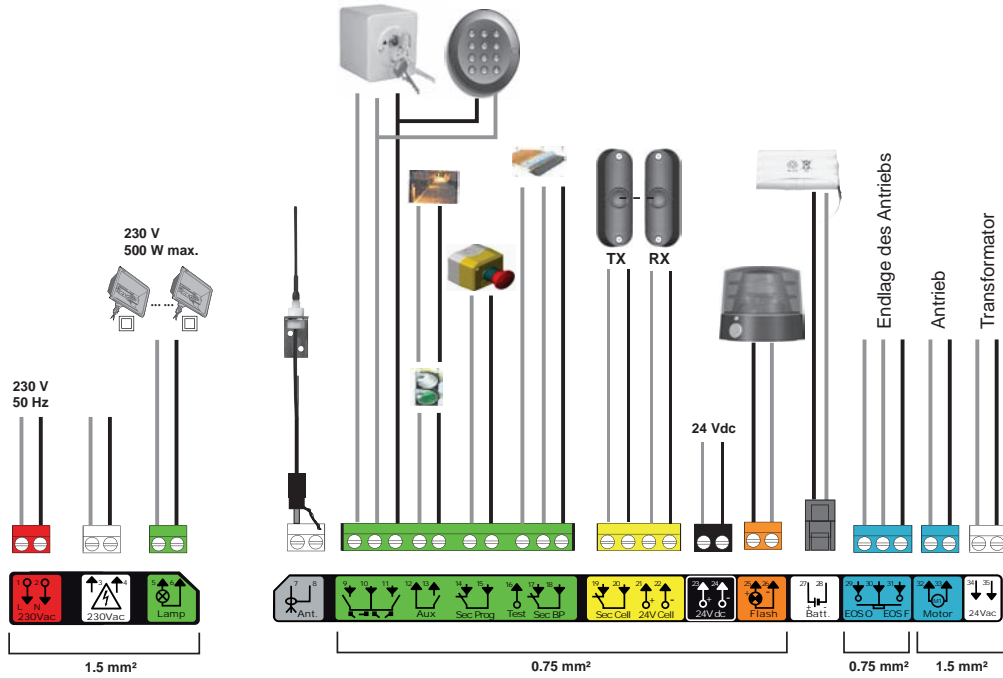 230 V
500 W max.
TX RX
Endlage des Antriebs
Antrieb
Transformator
230 V
50 Hz
24 Vdc
1 2
L N
230Vac
3 4
230Vac
5 6
Lamp
7 8
Ant.
9 10 11 12 13
Aux
14 15
Sec Prog
16 17 18
Test Sec BP
19 20 21 22
Sec Cell 24V Cell
23 24
24V dc
25 26
Flash
27 28
Batt.
29 30 31
EOS O EOS F
32 33
M1
Motor
34 35
24Vac
1.5 mm²
0.75 mm²
0.75 mm²
1.5 mm²